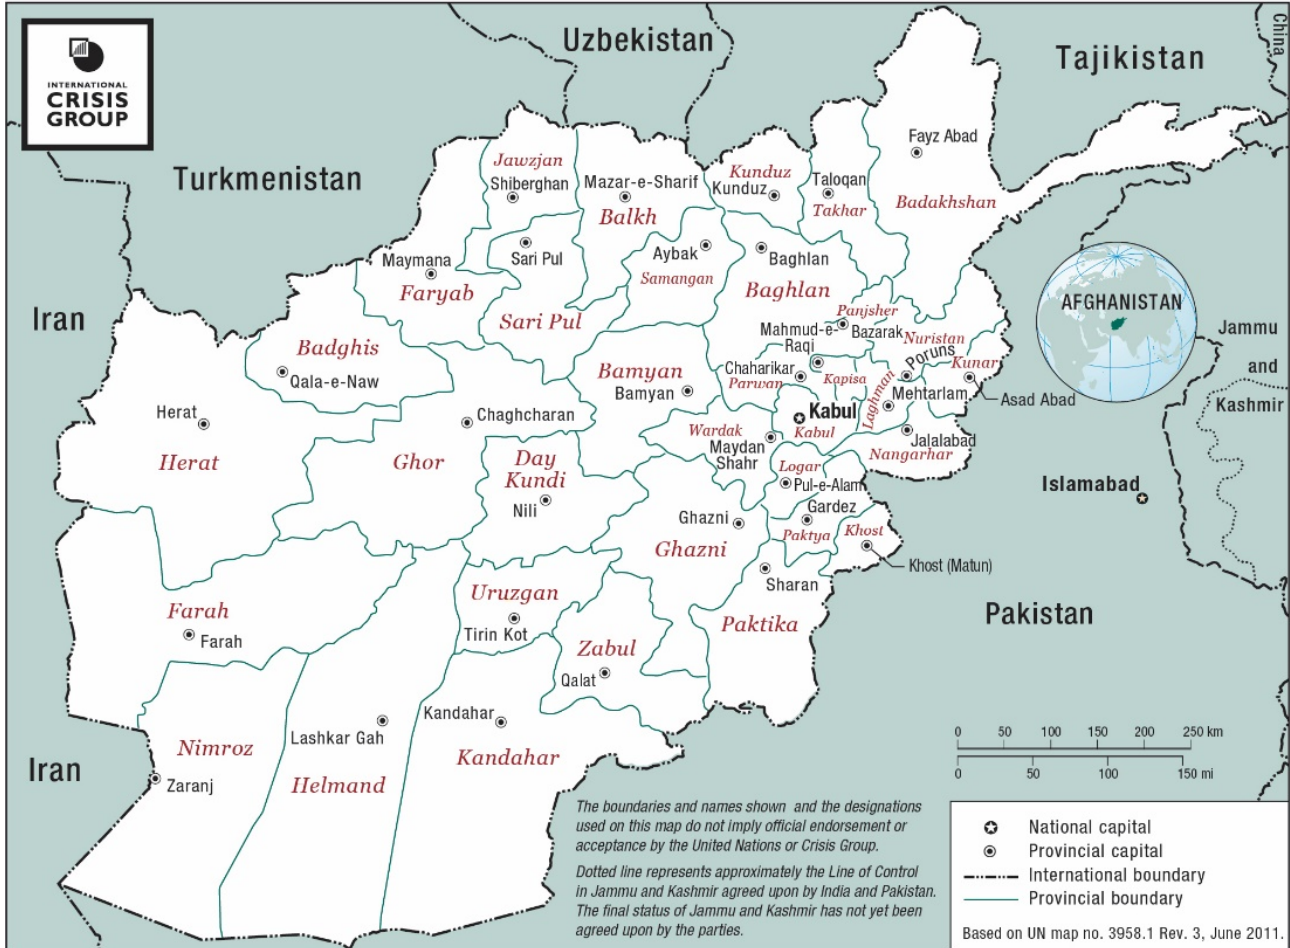 INTERNATIONAL
CRISIS
GROUP
Uzbekistan
Tajikistan
China
Turkmenistan
Iran
Fayz Abad
Badakhshan
Jawzjan
Shiberghan
Mazar-e-Sharif
Balkh
Kunduz
Kunduz
Taloqan
Takhar
Maymana
Faryab
Sari Pul
Sari Pul
Aybak
Samangan
Baghlan
Baghlan
Panjsher
Bazarak
Mahmud-e-
Raqi
Nuristan
Poruns
Kunar
Asad Abad
AFGHANISTAN
Jammu
and
Kashmir
Badghis
Qala-e-Naw
Bamyan
Bamyan
Chaharikar
Parwan
Kapisa
Laghman
Mehtarlam
Herat
Herat
Chaghcharan
Ghor
Day
Kundi
Nili
Wardak
Maydan
Shahr
Kabul
Kabul
Jalalabad
Nangarhar
Logar
Pul-e-Alam
Gardez
Paktya
Khost
Khost (Matun)
Islamabad
Ghazni
Ghazni
Sharan
Paktika
Pakistan
Farah
Farah
Uruzgan
Tirin Kot
Zabul
Qalat
Iran
Nimroz
Zaranj
Lashkar Gah
Helmand
Kandahar
Kandahar
0 50 100 150 200 250 km
0 50 100 150 mi
The boundaries and names shown and the designations
used on this map do not imply official endorsement or
acceptance by the United Nations or Crisis Group.
Dotted line represents approximately the Line of Control
in Jammu and Kashmir agreed upon by India and Pakistan.
The final status of Jammu and Kashmir has not yet been
agreed upon by the parties.
National capital
Provincial capital
International boundary
Provincial boundary
Based on UN map no. 3958.1 Rev. 3, June 2011.